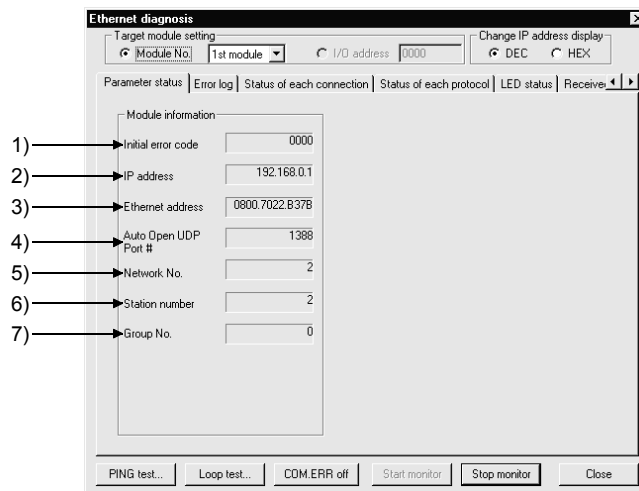 Ethernet diagnosis
Target module setting
Module No. 1st module I/O address 0000
Change IP address display
DEC HEX
Parameter status Error log Status of each connection Status of each protocol LED status Receive
Module information
1) Initial error code 0000
2) IP address 192.168.0.1
3) Ethernet address 0800.7022.B37B
4) Auto Open UDP Port # 1388
5) Network No. 2
6) Station number 2
7) Group No. 0
PING test... Loop test... COM.ERR off Start monitor Stop monitor Close